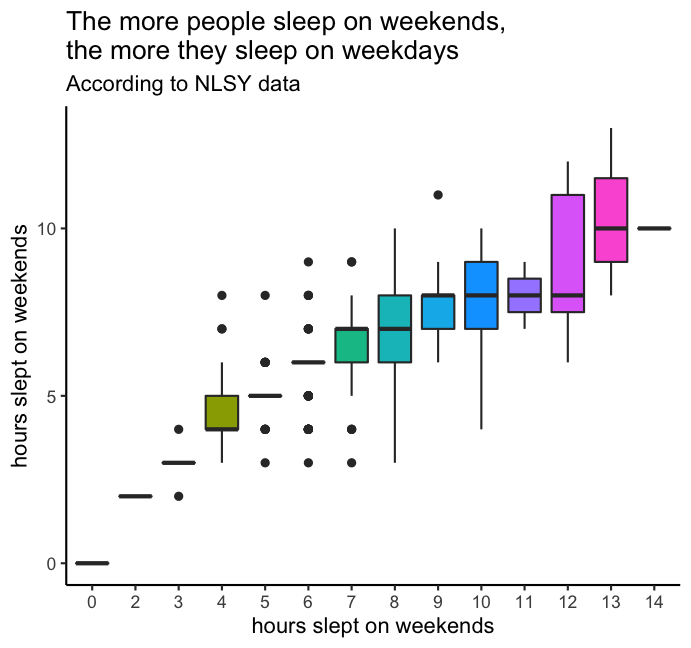 The more people sleep on weekends,
the more they sleep on weekdays
According to NLSY data
hours slept on weekends
10
5
0
0 2 3 4 5 6 7 8 9 10 11 12 13 14
hours slept on weekends